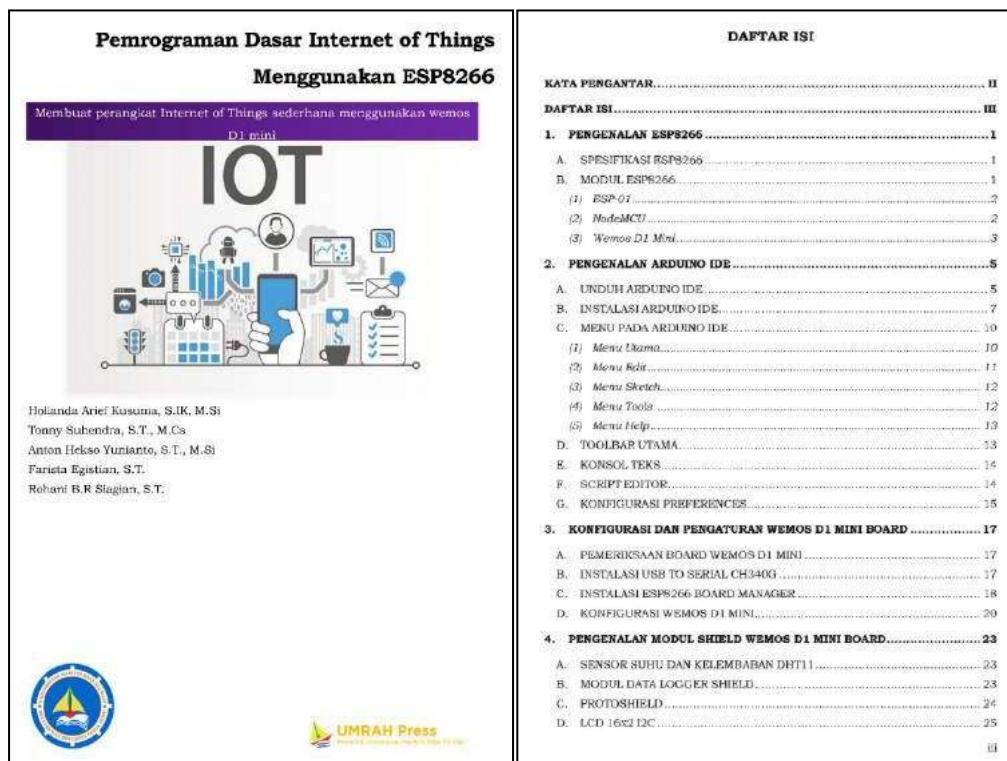 Pemrograman Dasar Internet of Things
Menggunakan ESP8266
Membuat perangkat Internet of Things sederhana menggunakan wemos
D1 mini
IOT
Hollanda Arief Kusuma, S.IK, M.Si
Tonny Suhendra, S.T., M.Cs
Anton Hekso Yunianto, S.T., M.Si
Farista Egistian, S.T.
Rohani B.R Siagian, S.T.
UMRAH Press
DAFTAR ISI
KATA PENGANTAR II
DAFTAR ISI III
1. PENGENALAN ESP8266 1
A. SPESIFIKASI ESP8266 1
B. MODUL ESP8266 1
(1) ESP-01 2
(2) NodeMCU 2
(3) Wemos D1 Mini 3
2. PENGENALAN ARDUINO IDE 5
A. UNDUH ARDUINO IDE 5
B. INSTALASI ARDUINO IDE 7
C. MENU PADA ARDUINO IDE 10
(1) Menu Utama 10
(2) Menu Edit 11
(3) Menu Sketch 12
(4) Menu Tools 12
(5) Menu Help 13
D. TOOLBAR UTAMA 13
E. KONSOL TEKS 14
F. SCRIPT EDITOR 14
G. KONFIGURASI PREFERENCES 15
3. KONFIGURASI DAN PENGATURAN WEMOS D1 MINI BOARD 17
A. PEMERIKSAAN BOARD WEMOS D1 MINI 17
B. INSTALASI USB TO SERIAL CH340G 17
C. INSTALASI ESP8266 BOARD MANAGER 18
D. KONFIGURASI WEMOS D1 MINI 20
4. PENGENALAN MODUL SHIELD WEMOS D1 MINI BOARD 23
A. SENSOR SUHU DAN KELEMBABAN DHT11 23
B. MODUL DATA LOGGER SHIELD 23
C. PROTOSHIELD 24
D. LCD 16x2 I2C 25
iii